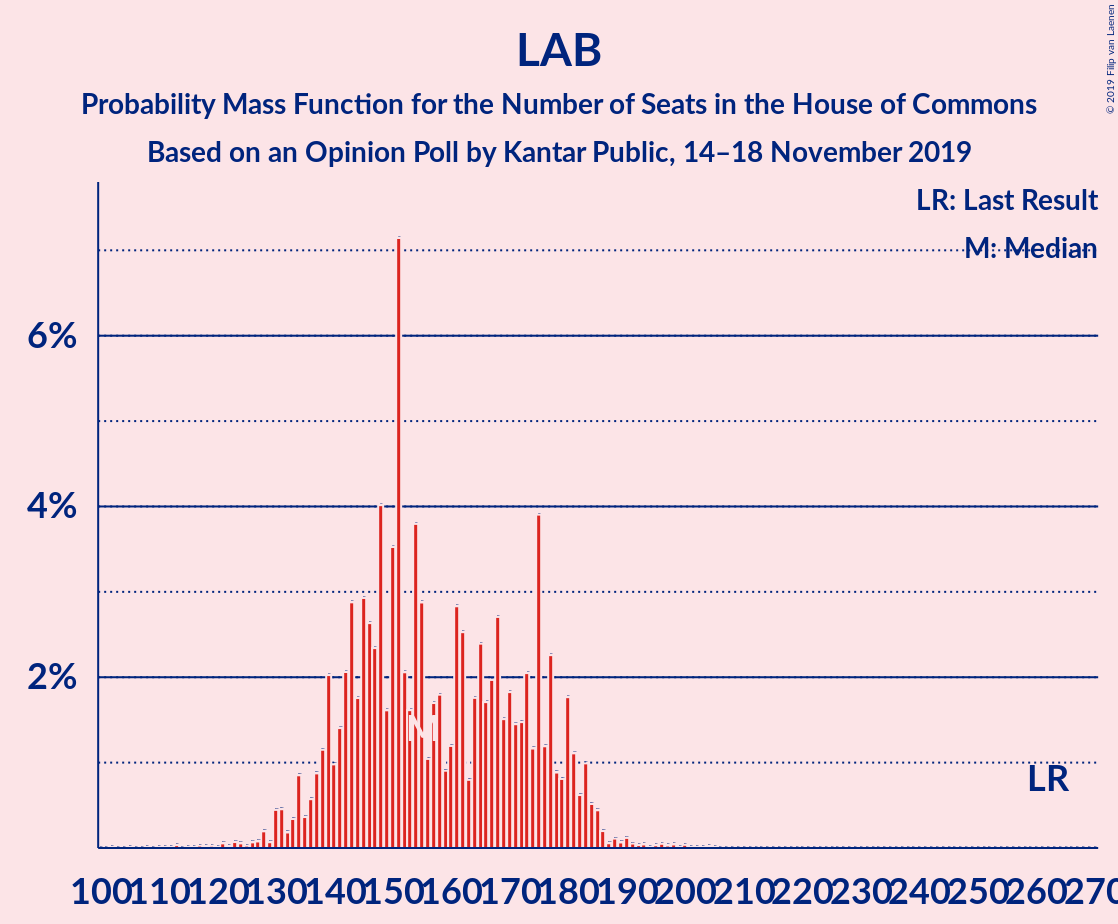 LAB
Probability Mass Function for the Number of Seats in the House of Commons
Based on an Opinion Poll by Kantar Public, 14–18 November 2019
© 2019 Filip van Laenen
LR: Last Result
M: Median
6%
4%
2%
M
LR
100 110 120 130 140 150 160 170 180 190 200 210 220 230 240 250 260 270